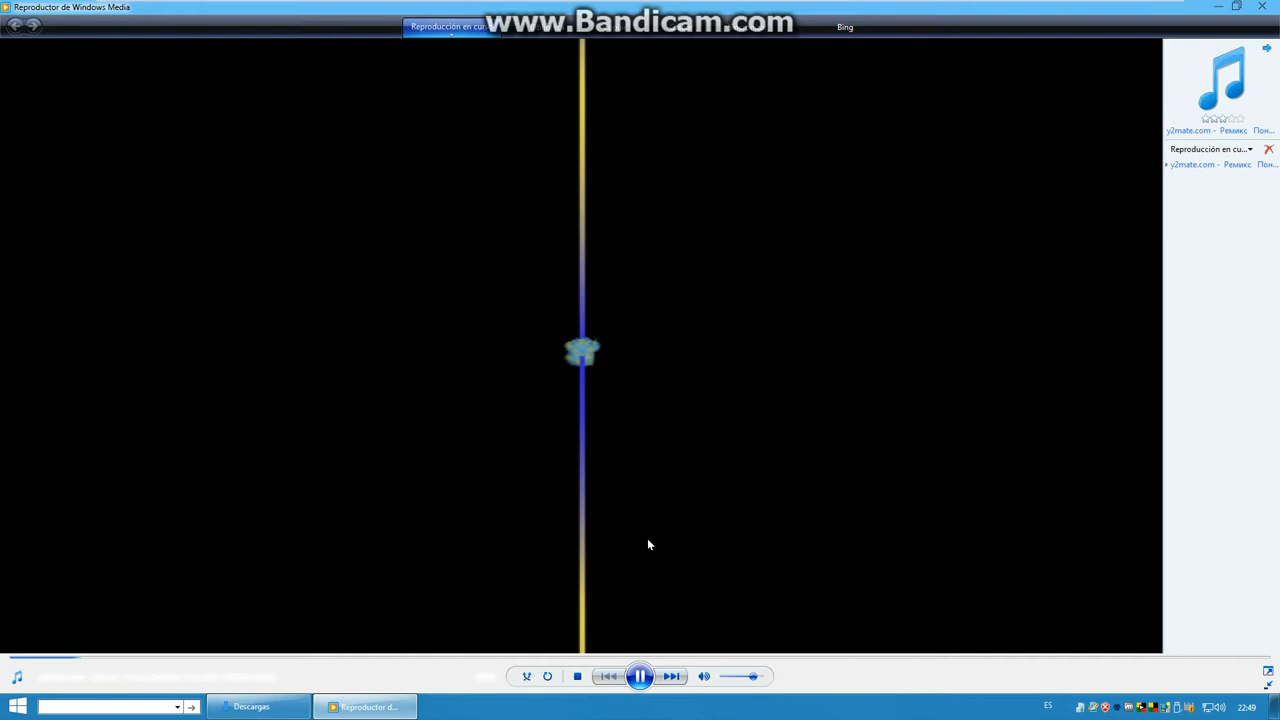 Reproductor de Windows Media
www.Bandicam.com
Reproducción en cur
Bing
y2mate.com - Ремикс Пон...
Reproducción en cu...
y2mate.com - Ремикс Пон...
Descargas
Reproductor d...
ES
22:49